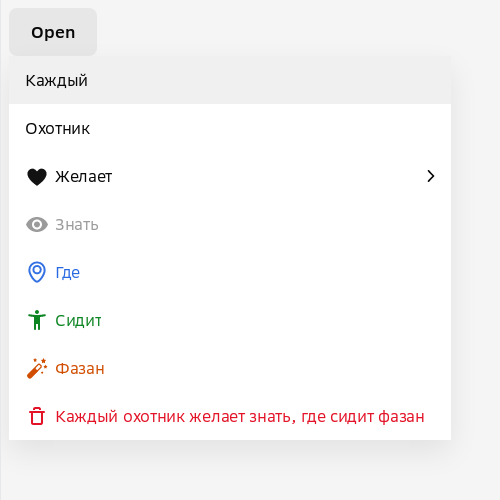 Open
Каждый
Охотник
Желает
Знать
Где
Сидит
Фазан
Каждый охотник желает знать, где сидит фазан